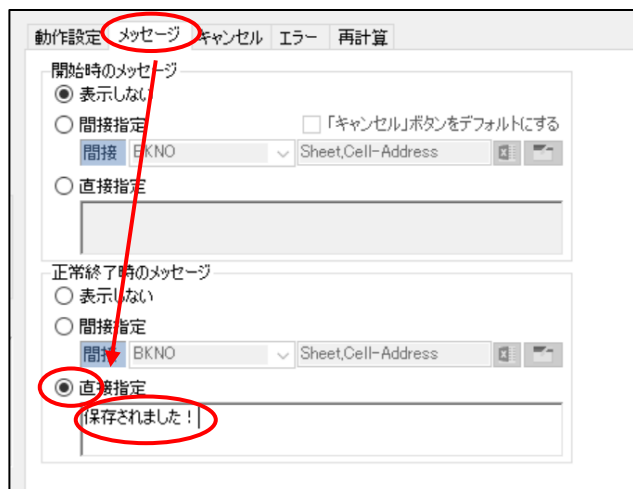 動作設定 メッセージ キャンセル エラー 再計算
開始時のメッセージ
表示しない
間接指定 「キャンセル」ボタンをデフォルトにする
間接 BKNO Sheet,Cell-Address
直接指定
正常終了時のメッセージ
表示しない
間接指定
間接 BKNO Sheet,Cell-Address
直接指定
保存されました！